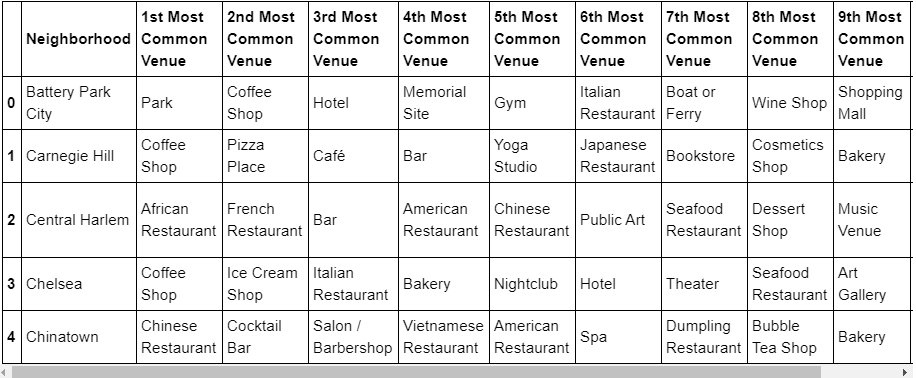 Neighborhood 1st Most Common Venue 2nd Most Common Venue 3rd Most Common Venue 4th Most Common Venue 5th Most Common Venue 6th Most Common Venue 7th Most Common Venue 8th Most Common Venue 9th Most Common Venue
0 Battery Park City Park Coffee Shop Hotel Memorial Site Gym Italian Restaurant Boat or Ferry Wine Shop Shopping Mall
1 Carnegie Hill Coffee Shop Pizza Place Café Bar Yoga Studio Japanese Restaurant Bookstore Cosmetics Shop Bakery
2 Central Harlem African Restaurant French Restaurant Bar American Restaurant Chinese Restaurant Public Art Seafood Restaurant Dessert Shop Music Venue
3 Chelsea Coffee Shop Ice Cream Shop Italian Restaurant Bakery Nightclub Hotel Theater Seafood Restaurant Art Gallery
4 Chinatown Chinese Restaurant Cocktail Bar Salon / Barbershop Vietnamese Restaurant American Restaurant Spa Dumpling Restaurant Bubble Tea Shop Bakery